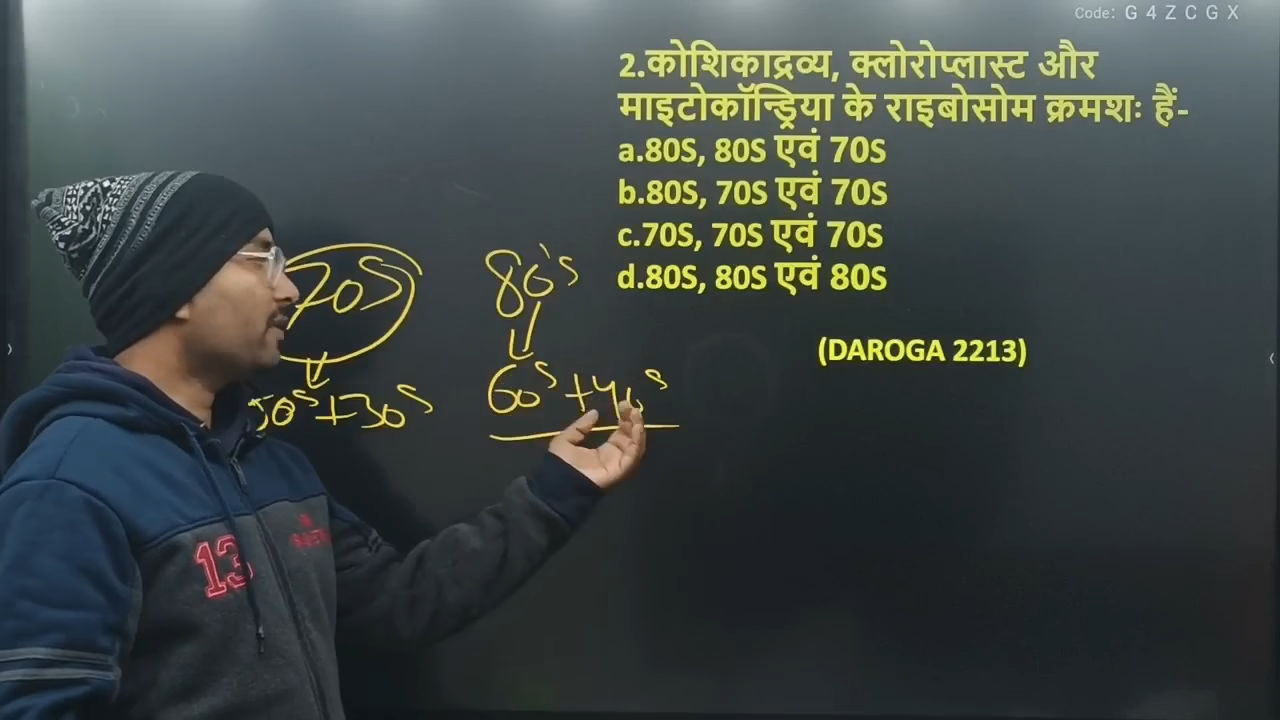 Code: G 4 Z C G X
2.कोशिकाद्रव्य, क्लोरोप्लास्ट और
माइटोकॉन्ड्रिया के राइबोसोम क्रमशः हैं-
a.80S, 80S एवं 70S
b.80S, 70S एवं 70S
c.70S, 70S एवं 70S
d.80S, 80S एवं 80S
(DAROGA 2213)
70S
80's
50s+30s
60s+40s
13